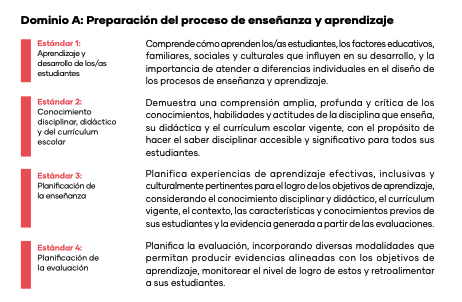 Dominio A: Preparación del proceso de enseñanza y aprendizaje
Estándar 1:
Aprendizaje y
desarrollo de los/as
estudiantes
Comprende cómo aprenden los/as estudiantes, los factores educativos,
familiares, sociales y culturales que influyen en su desarrollo, y la
importancia de atender a diferencias individuales en el diseño de
los procesos de enseñanza y aprendizaje.
Estándar 2:
Conocimiento
disciplinar, didáctico
y del currículum
escolar
Demuestra una comprensión amplia, profunda y crítica de los
conocimientos, habilidades y actitudes de la disciplina que enseña,
su didáctica y el currículum escolar vigente, con el propósito de
hacer el saber disciplinar accesible y significativo para todos sus
estudiantes.
Estándar 3:
Planificación de
la enseñanza
Planifica experiencias de aprendizaje efectivas, inclusivas y
culturalmente pertinentes para el logro de los objetivos de aprendizaje,
considerando el conocimiento disciplinar y didáctico, el currículum
vigente, el contexto, las características y conocimientos previos de
sus estudiantes y la evidencia generada a partir de las evaluaciones.
Estándar 4:
Planificación de
la evaluación
Planifica la evaluación, incorporando diversas modalidades que
permitan producir evidencias alineadas con los objetivos de
aprendizaje, monitorear el nivel de logro de estos y retroalimentar
a sus estudiantes.